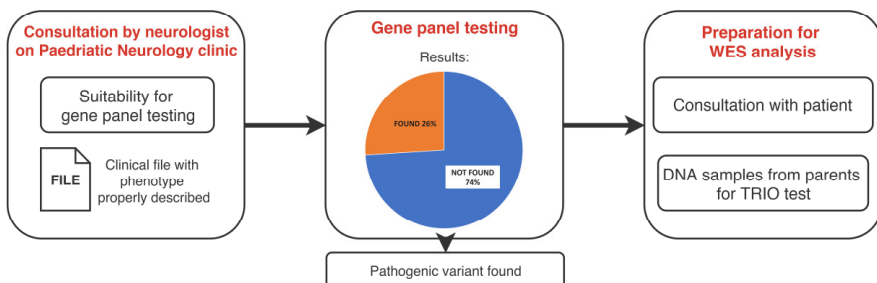 Consultation by neurologist
on Paedriatic Neurology clinic
Suitability for
gene panel testing
FILE
Clinical file with
phenotype
properly described
Gene panel testing
Results:
FOUND 26%
NOT FOUND
74%
Pathogenic variant found
Preparation for
WES analysis
Consultation with patient
DNA samples from parents
for TRIO test